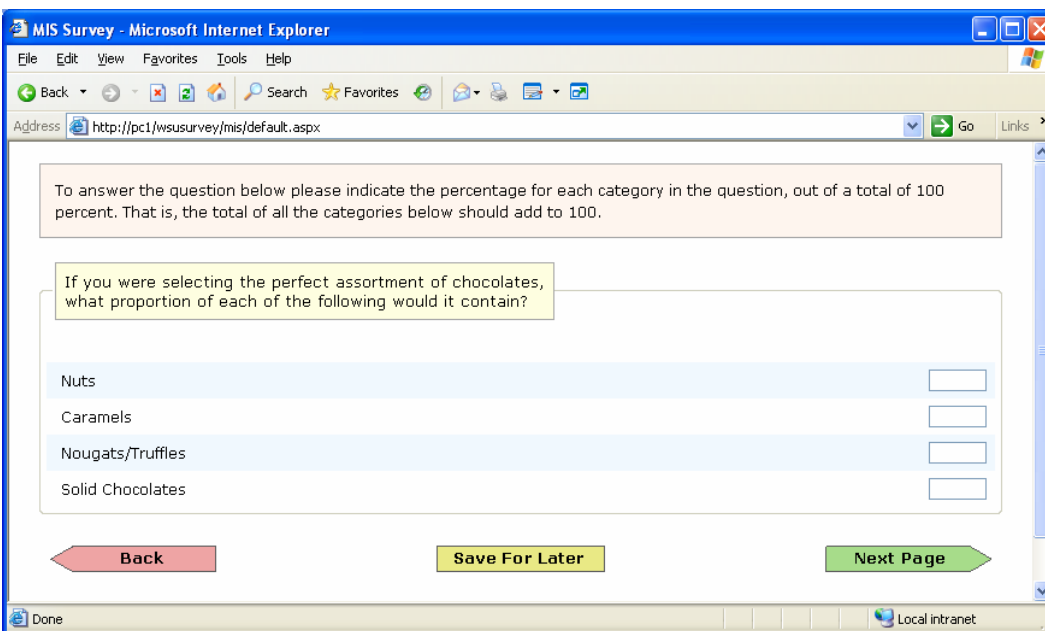 MIS Survey - Microsoft Internet Explorer
File Edit View Favorites Tools Help
Back Search Favorites
Address http://pc1/wsusurvey/mis/default.aspx Go Links
To answer the question below please indicate the percentage for each category in the question, out of a total of 100
percent. That is, the total of all the categories below should add to 100.
If you were selecting the perfect assortment of chocolates,
what proportion of each of the following would it contain?
Nuts
Caramels
Nougats/Truffles
Solid Chocolates
Back Save For Later Next Page
Done Local intranet